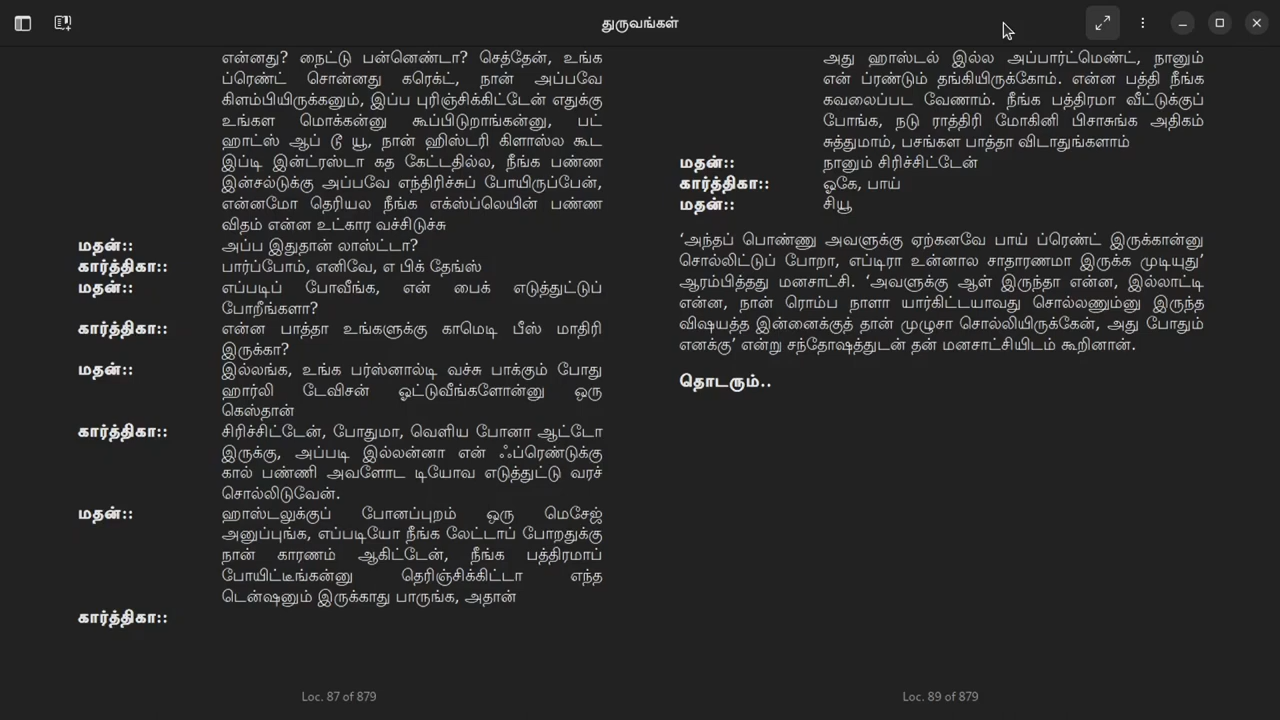 துருவங்கள்
என்னது? நைட்டு பன்னெண்டா? செத்தேன், உங்க
ப்ரெண்ட் சொன்னது கரெக்ட், நான் அப்பவே
கிளம்பியிருக்கனும், இப்ப புரிஞ்சிக்கிட்டேன் எதுக்கு
உங்கள மொக்கன்னு கூப்பிடுறாங்கன்னு, பட்
ஹாட்ஸ் ஆப் டூ யூ, நான் ஹிஸ்டரி கிளாஸ்ல கூட
இப்டி இன்ட்ரஸ்டா கத கேட்டதில்ல, நீங்க பண்ண
இன்சல்டுக்கு அப்பவே எந்திரிச்சுப் போயிருப்பேன்,
என்னமோ தெரியல நீங்க எக்ஸ்ப்லெயின் பண்ண
விதம் என்ன உட்கார வச்சிடுச்சு
மதன்:: அப்ப இதுதான் லாஸ்ட்டா?
கார்த்திகா:: பார்ப்போம், எனிவே, எ பிக் தேங்ஸ்
மதன்:: எப்படிப் போவீங்க, என் பைக் எடுத்துட்டுப்
போறீங்களா?
கார்த்திகா:: என்ன பாத்தா உங்களுக்கு காமெடி பீஸ் மாதிரி
இருக்கா?
மதன்:: இல்லங்க, உங்க பர்ஸ்னால்டி வச்சு பாக்கும் போது
ஹார்லி டேவிசன் ஓட்டுவீங்களோன்னு ஒரு
கெஸ்தான்
கார்த்திகா:: சிரிச்சிட்டேன், போதுமா, வெளிய போனா ஆட்டோ
இருக்கு, அப்படி இல்லன்னா என் ஃப்ரெண்டுக்கு
கால் பண்ணி அவளோட டியோவ எடுத்துட்டு வரச்
சொல்லிடுவேன்.
மதன்:: ஹாஸ்டலுக்குப் போனப்புறம் ஒரு மெசேஜ்
அனுப்புங்க, எப்படியோ நீங்க லேட்டாப் போறதுக்கு
நான் காரணம் ஆகிட்டேன், நீங்க பத்திரமாப்
போயிட்டீங்கன்னு தெரிஞ்சிக்கிட்டா எந்த
டென்ஷனும் இருக்காது பாருங்க, அதான்
கார்த்திகா::
Loc. 87 of 879
அது ஹாஸ்டல் இல்ல அப்பார்ட்மெண்ட், நானும்
என் ப்ரண்டும் தங்கியிருக்கோம். என்ன பத்தி நீங்க
கவலைப்பட வேணாம். நீங்க பத்திரமா வீட்டுக்குப்
போங்க, நடு ராத்திரி மோகினி பிசாசுங்க அதிகம்
சுத்துமாம், பசங்கள பாத்தா விடாதுங்களாம்
மதன்:: நானும் சிரிச்சிட்டேன்
கார்த்திகா:: ஓகே, பாய்
மதன்:: சியூ
‘அந்தப் பொண்ணு அவளுக்கு ஏற்கனவே பாய் ப்ரெண்ட் இருக்கான்னு
சொல்லிட்டுப் போறா, எப்டிரா உன்னால சாதாரணமா இருக்க முடியுது’
ஆரம்பித்தது மனசாட்சி. ‘அவளுக்கு ஆள் இருந்தா என்ன, இல்லாட்டி
என்ன, நான் ரொம்ப நாளா யார்கிட்டயாவது சொல்லணும்னு இருந்த
விஷயத்த இன்னைக்குத் தான் முழுசா சொல்லியிருக்கேன், அது போதும்
எனக்கு’ என்று சந்தோஷத்துடன் தன் மனசாட்சியிடம் கூறினான்.
தொடரும்..
Loc. 89 of 879